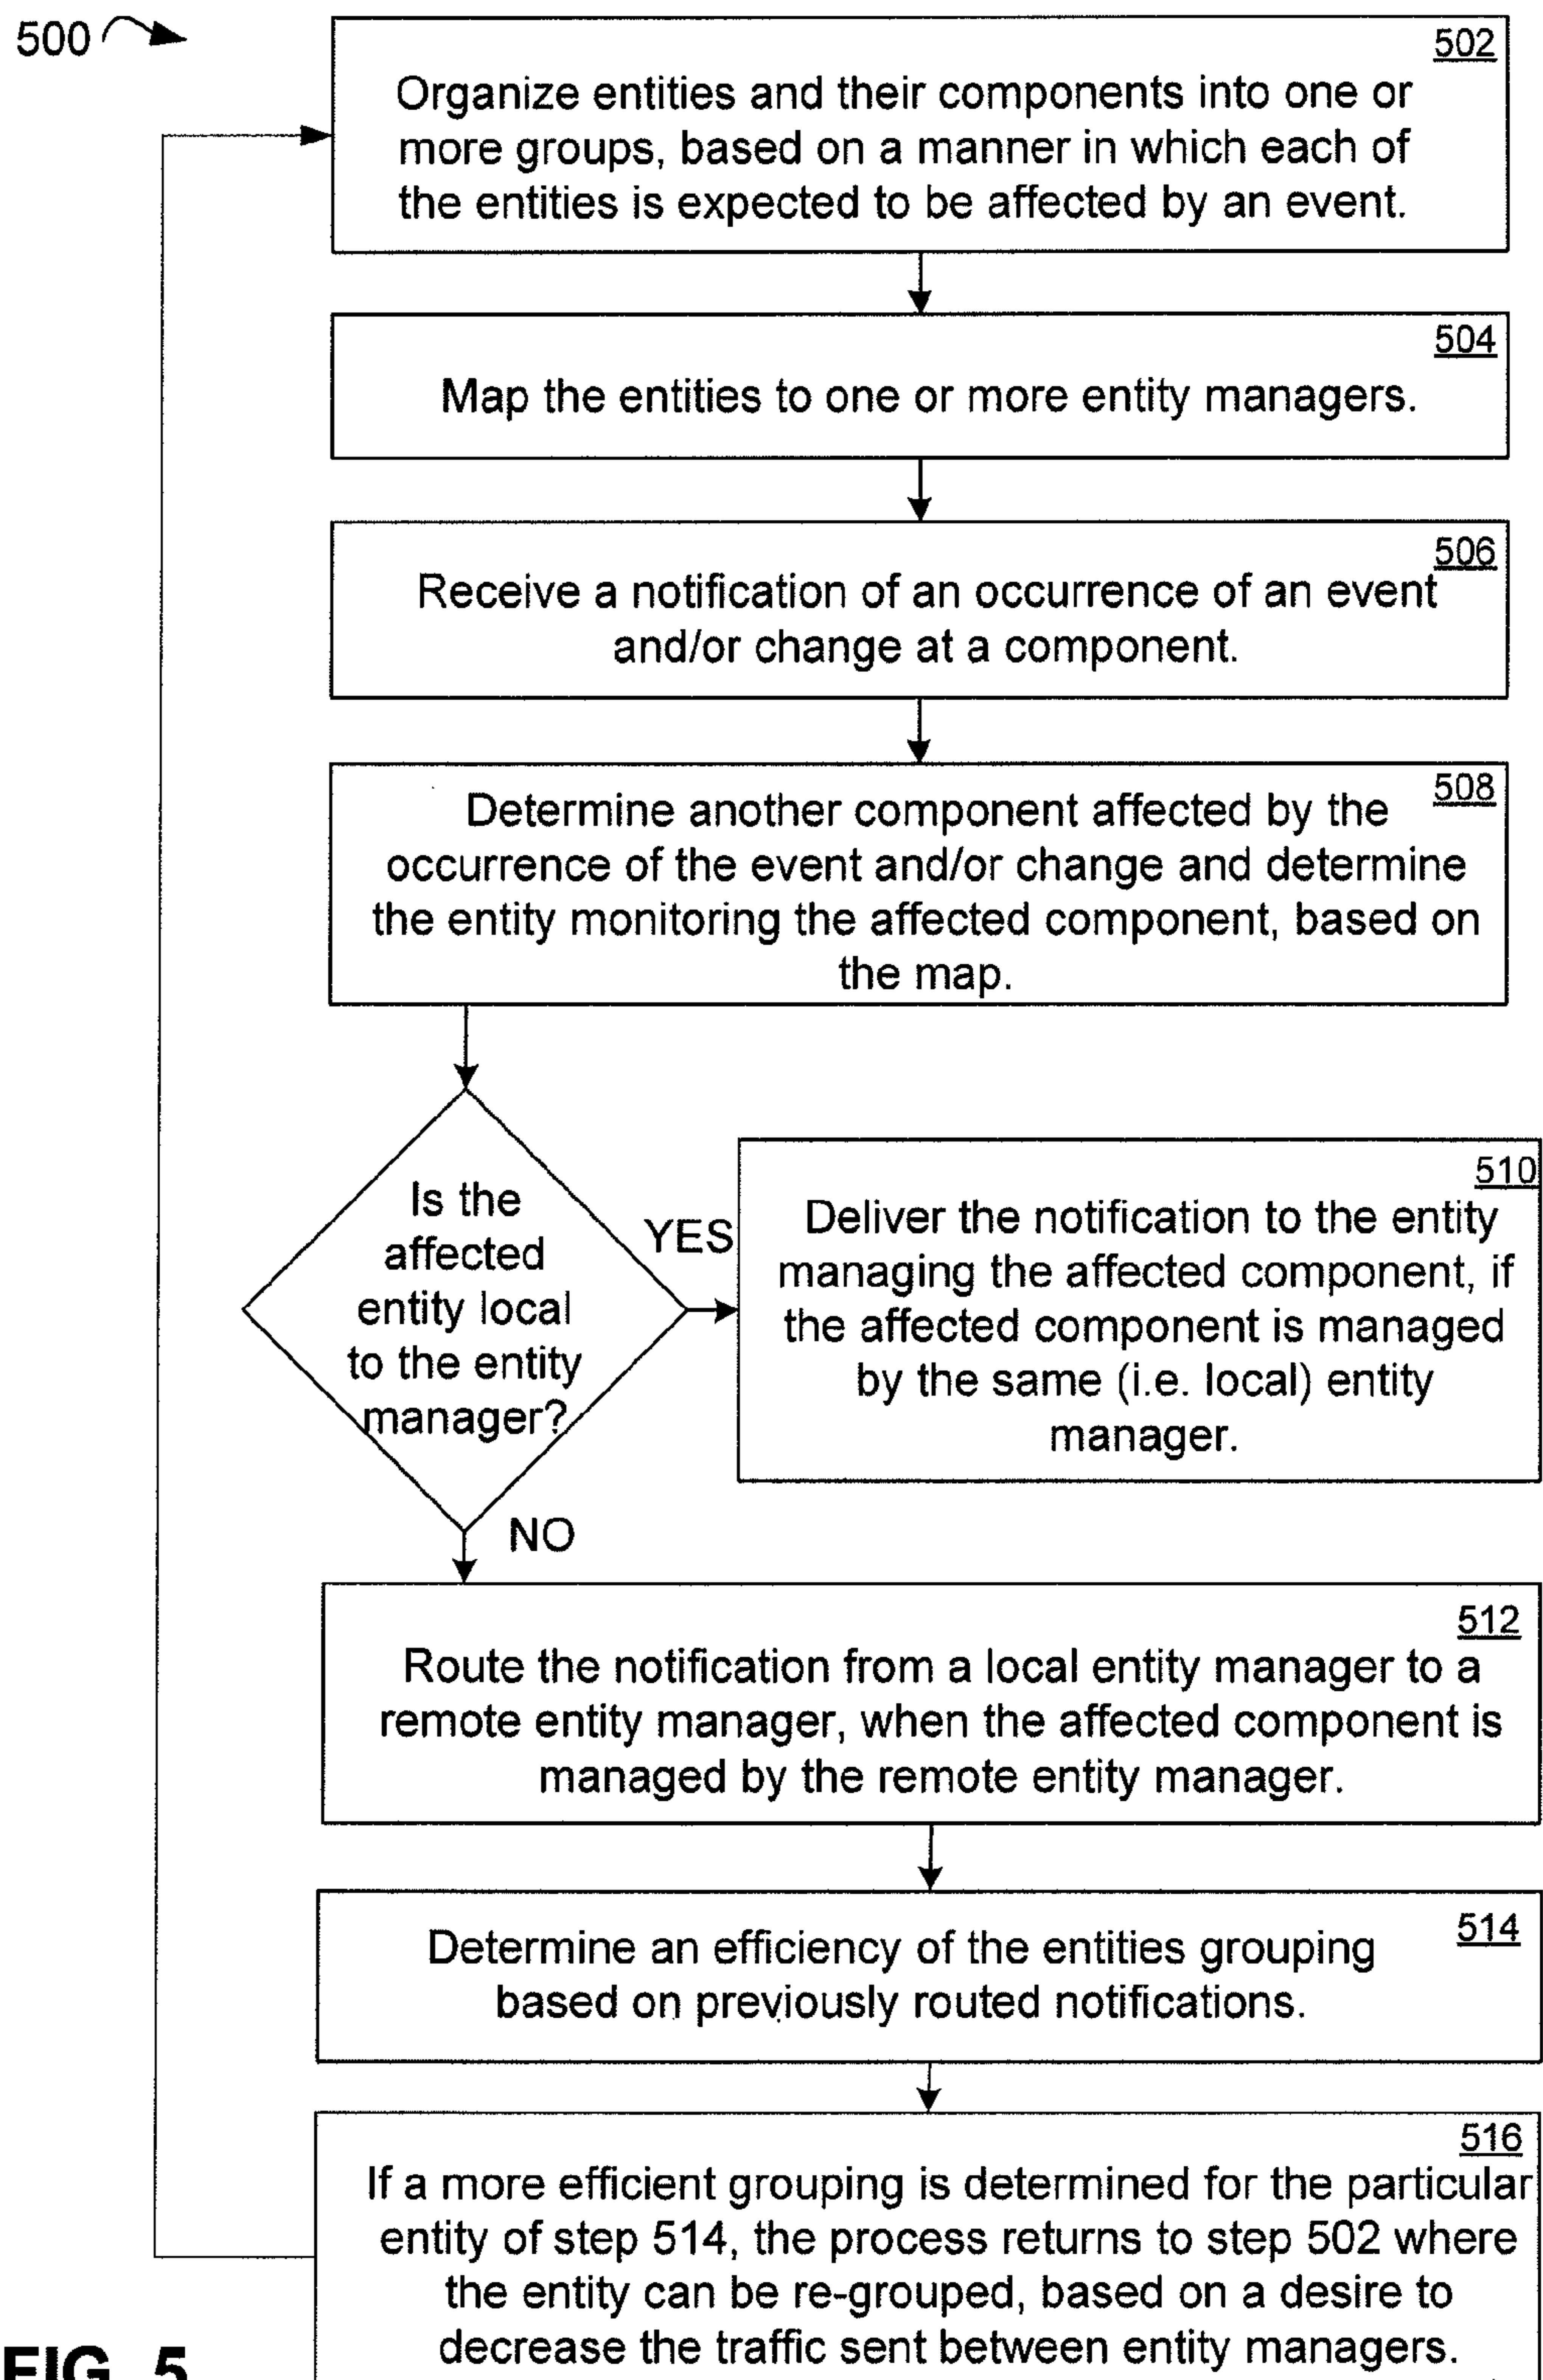 500
502
Organize entities and their components into one or
more groups, based on a manner in which each of
the entities is expected to be affected by an event.
504
Map the entities to one or more entity managers.
506
Receive a notification of an occurrence of an event
and/or change at a component.
508
Determine another component affected by the
occurrence of the event and/or change and determine
the entity monitoring the affected component, based on
the map.
Is the
affected
entity local
to the entity
manager?
YES
510
Deliver the notification to the entity
managing the affected component, if
the affected component is managed
by the same (i.e. local) entity
manager.
NO
512
Route the notification from a local entity manager to a
remote entity manager, when the affected component is
managed by the remote entity manager.
514
Determine an efficiency of the entities grouping
based on previously routed notifications.
516
If a more efficient grouping is determined for the particular
entity of step 514, the process returns to step 502 where
the entity can be re-grouped, based on a desire to
decrease the traffic sent between entity managers.
FIG. 5